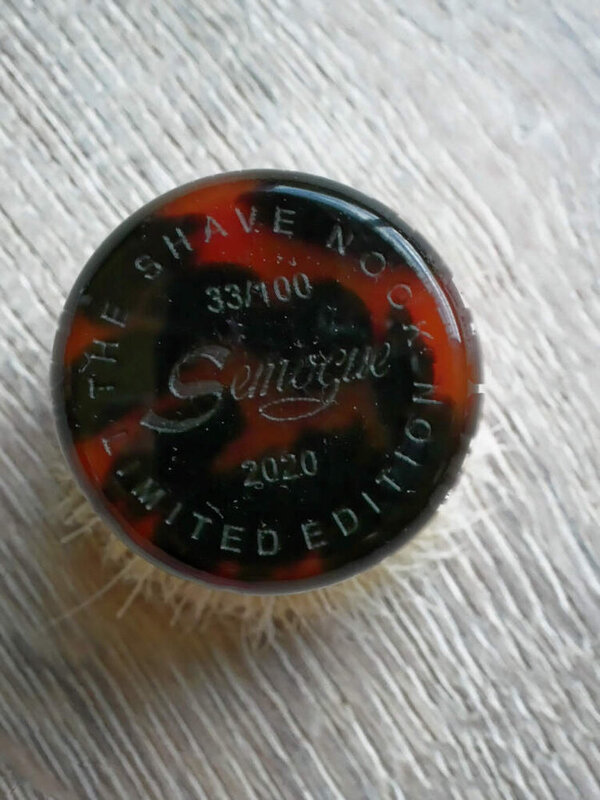 THE SHAVE NOOK
33/100
Semogue
2020
LIMITED EDITION